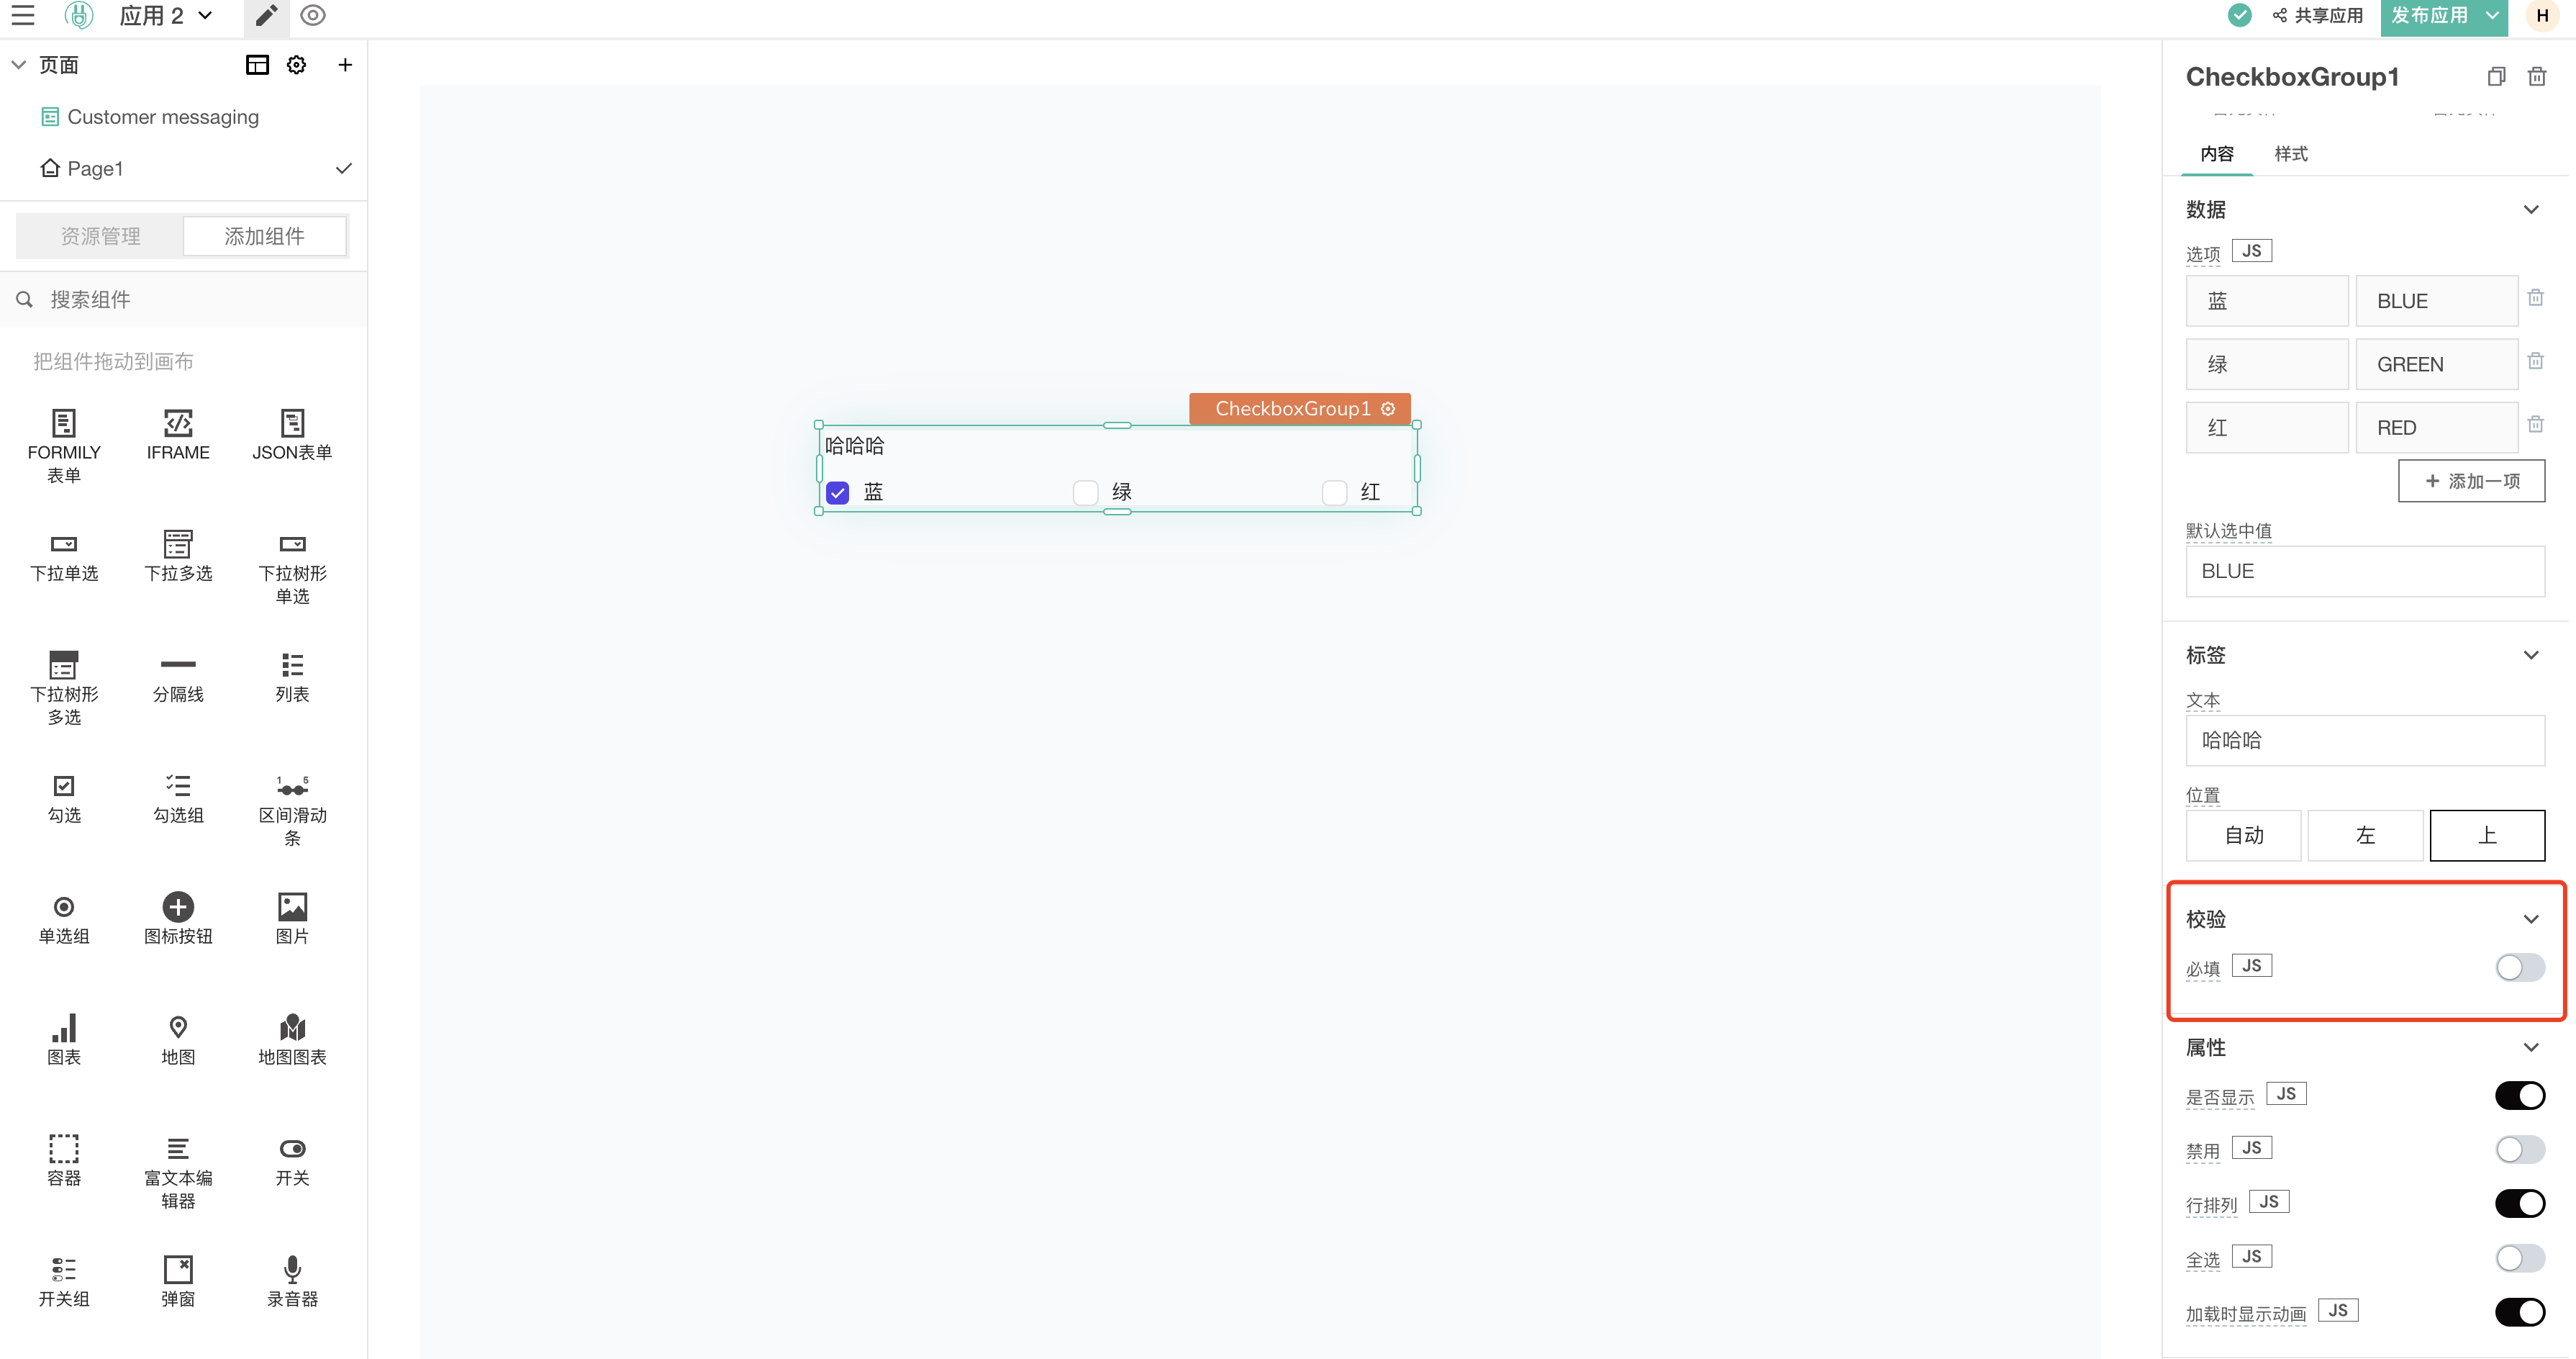 应用 2
共享应用
发布应用
H
页面
Customer messaging
Page1
资源管理
添加组件
搜索组件
把组件拖动到画布
FORMILY
表单
IFRAME
JSON表单
下拉单选
下拉多选
下拉树形
单选
下拉树形
多选
分隔线
列表
勾选
勾选组
1 5
区间滑动
条
单选组
图标按钮
图片
图表
地图
地图图表
容器
富文本编
辑器
开关
开关组
弹窗
录音器
CheckboxGroup1
哈哈哈
蓝
绿
红
CheckboxGroup1
内容
样式
数据
选项 JS
蓝 BLUE
绿 GREEN
红 RED
+ 添加一项
默认选中值
BLUE
标签
文本
哈哈哈
位置
自动 左 上
校验
必填 JS
属性
是否显示 JS
禁用 JS
行排列 JS
全选 JS
加载时显示动画 JS